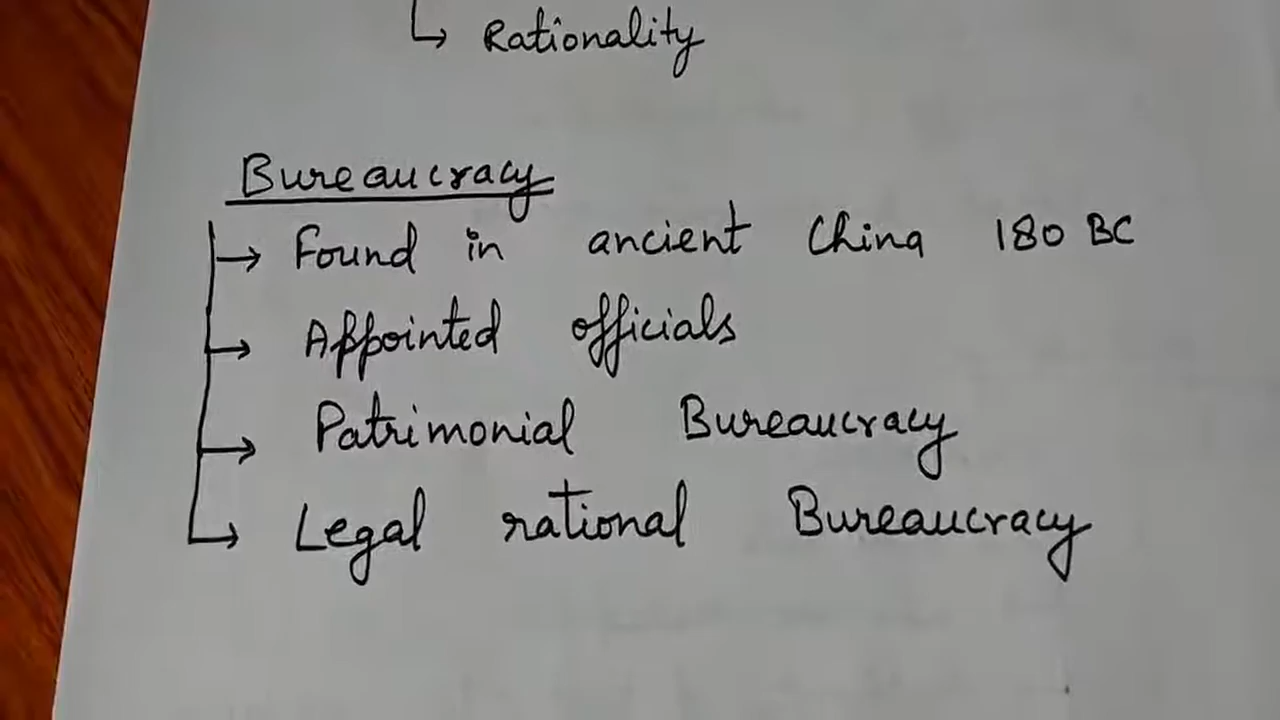 ↳ Rationality
Bureaucracy
→ Found in ancient China 180 BC
→ Appointed officials
→ Patrimonial Bureaucracy
↳ Legal rational Bureaucracy